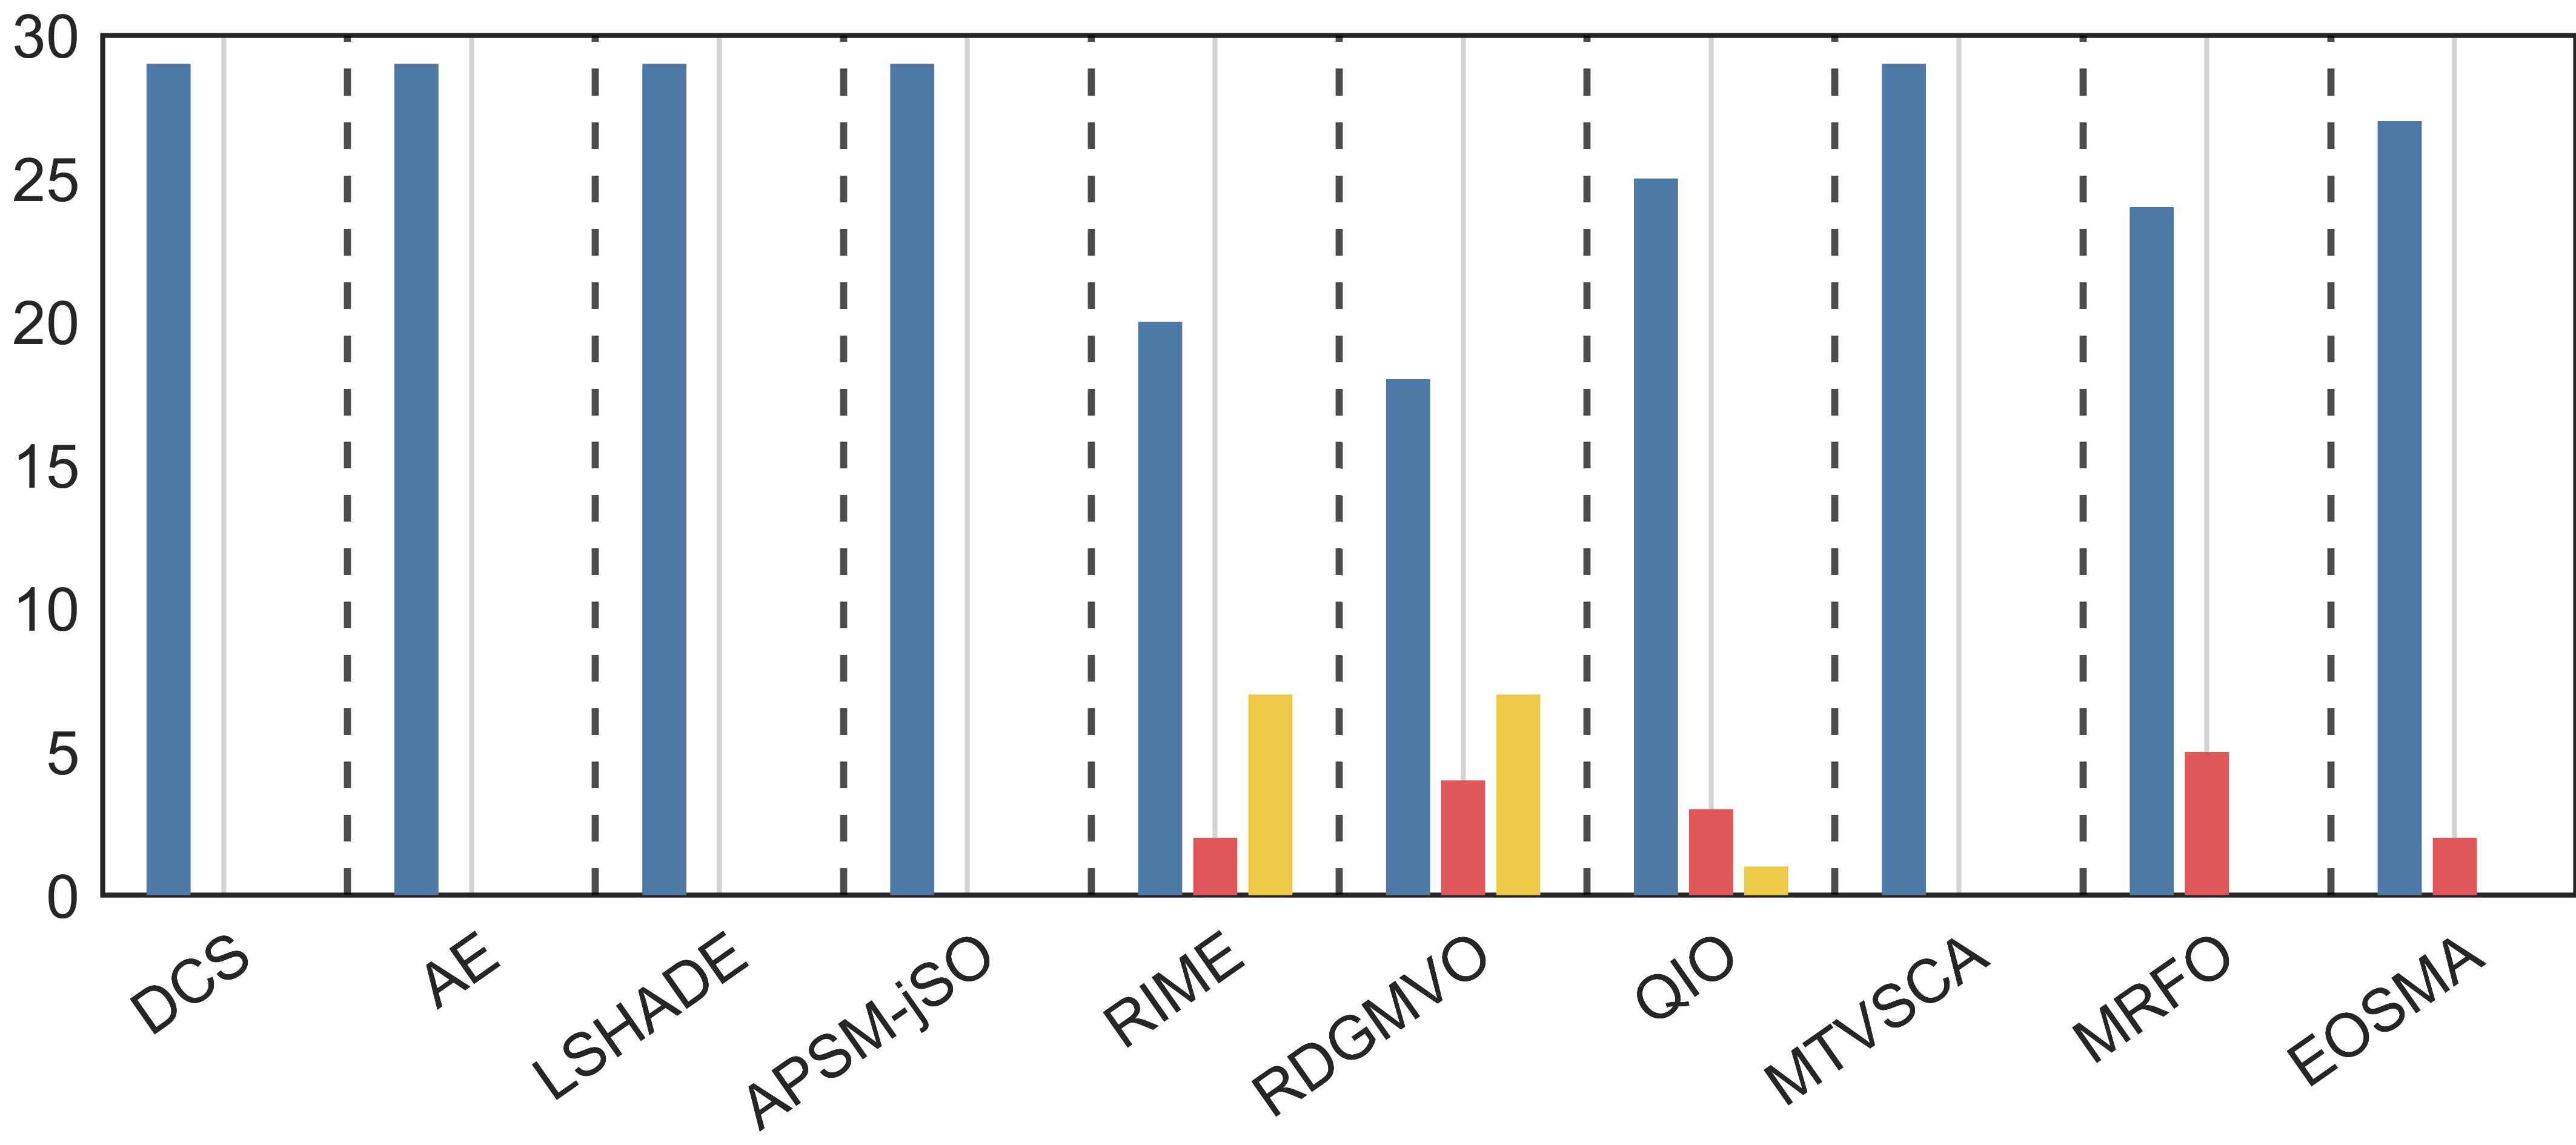 30
25
20
15
10
5
0
DCS
AE
LSHADE
APSM-jSO
RIME
RDGMVO
QIO
MTVSCA
MRFO
EOSMA